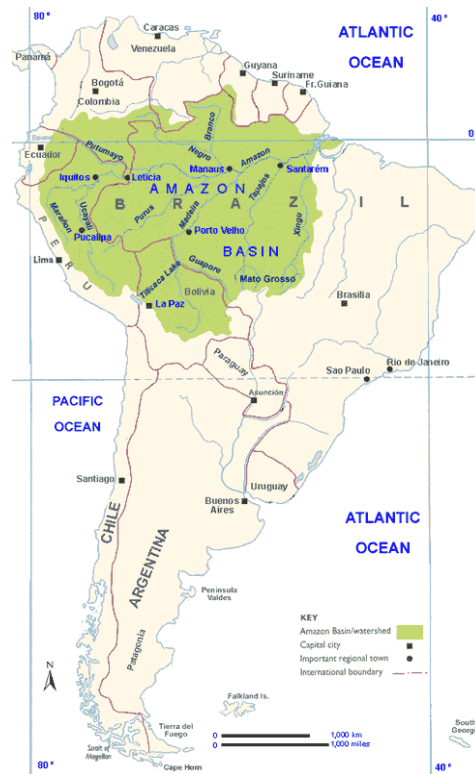 80°
40°
Caracas
Venezuela
Panamá
ATLANTIC
OCEAN
Guyana
Suriname
Fr.Guiana
Bogotá
Colombia
Branco
0
Ecuador
Putumayo
Negro
Amazon
Iquitos
Leticia
Manaus
Santarém
AMAZON
Tapajos
BRAZIL
Marañon
Ucayali
Purus
Madeira
Xingu
Pucallpa
Porto Velho
BASIN
PERU
Lima
Guapore
Titicaca Lake
Mato Grosso
Bolivia
Brasilia
La Paz
Paraguay
Rio de Janeiro
Sao Paulo
Asunción
PACIFIC
OCEAN
Santiago
Uruguay
Buenos
Aires
CHILE
ARGENTINA
ATLANTIC
OCEAN
Peninsula
Valdes
KEY
Amazon Basin/watershed
Capital city
Important regional town
International boundary
Patagonia
N
Falkland Is.
Tierra del
Fuego
0 1,000 km
0 1,000 miles
South
Georgi
Strait of
Magellan
Cape Horn
80°
40°